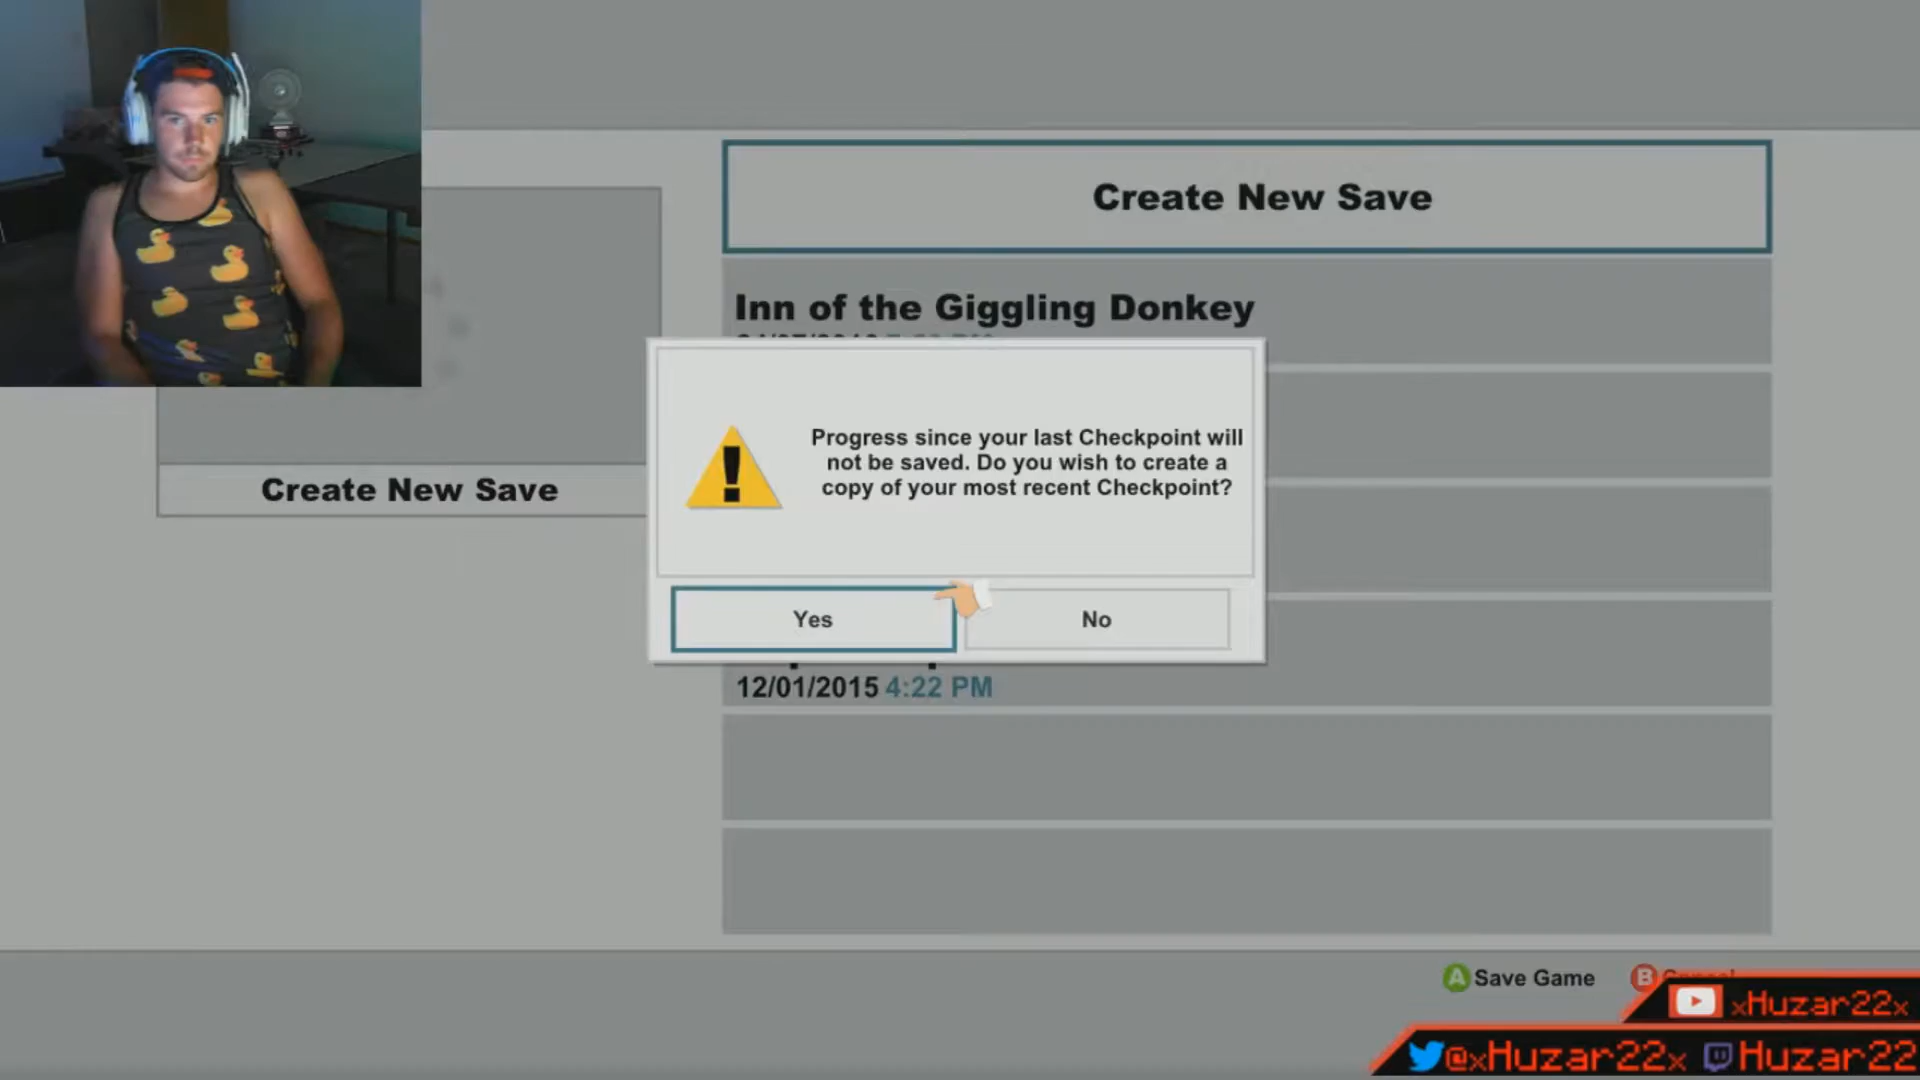 Create New Save
Inn of the Giggling Donkey
Progress since your last Checkpoint will
not be saved. Do you wish to create a
copy of your most recent Checkpoint?
Create New Save
Yes
No
12/01/2015 4:22 PM
A Save Game
B
xHuzar22x
@xHuzar22x
Huzar22